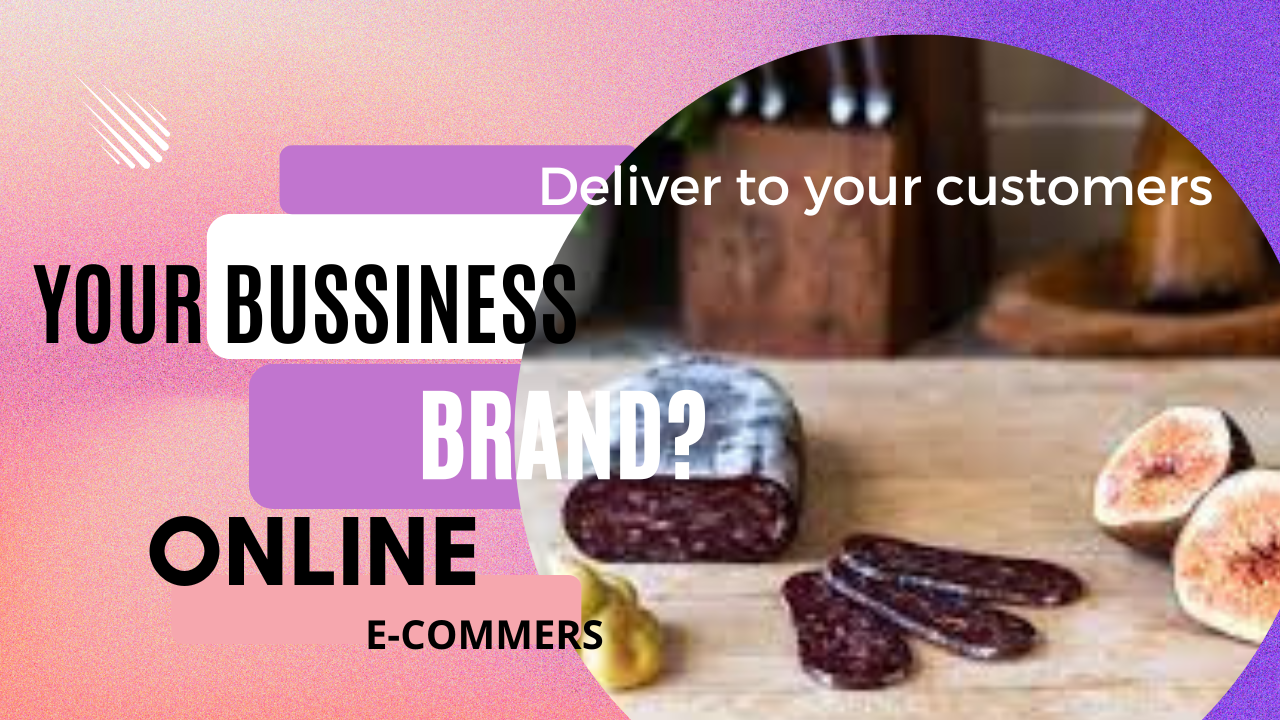 Deliver to your customers
YOUR BUSSINESS
BRAND?
ONLINE
E-COMMERS